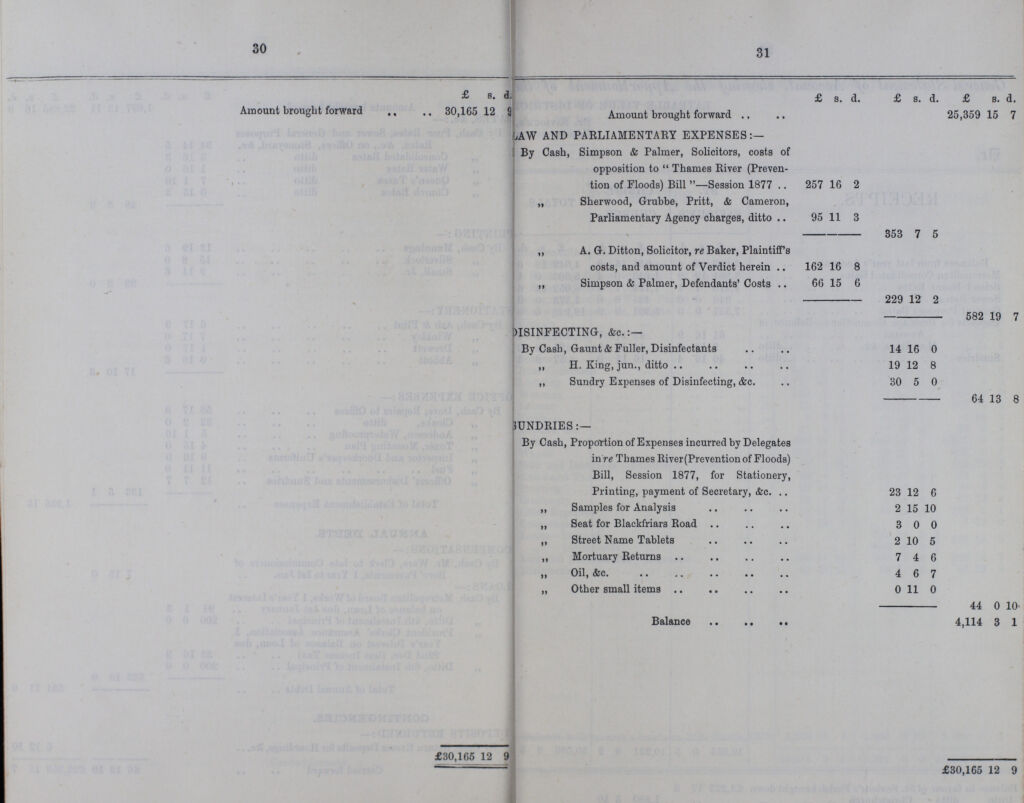 30
£ s. d.
Amount brought forward .. .. 30,165 12 9
£30,165 12 9
31
£ s. d. £ s. d. £ s. d.
Amount brought forward .. .. 25,359 15 7
LAW AND PARLIAMENTARY EXPENSES:—
By Cash, Simpson & Palmer, Solicitors, costs of
opposition to "Thames River (Preven-
tion of Floods) Bill"—Session 1877 .. 257 16 2
„ Sherwood, Grubbe, Pritt, & Cameron,
Parliamentary Agency charges, ditto .. 95 11 3
353 7 5
„ A. G. Ditton, Solicitor, re Baker, Plaintiff's
costs, and amount of Verdict herein .. 162 16 8
„ Simpson & Palmer, Defendants' Costs .. 66 15 6
229 12 2
582 19 7
DISINFECTING, &c.:—
By Cash, Gaunt & Fuller, Disinfectants .. .. 14 16 0
„ H. King, jun., ditto .. .. .. .. 19 12 8
„ Sundry Expenses of Disinfecting, &c. .. 30 5 0
64 13 8
SUNDRIES:—
By Cash, Proportion of Expenses incurred by Delegates
in re Thames River (Prevention of Floods)
Bill, Session 1877, for Stationery,
Printing, payment of Secretary, &c. .. 23 12 6
„ Samples for Analysis .. .. .. 2 15 10
„ Seat for Blackfriars Road .. .. .. 3 0 0
„ Street Name Tablets .. .. .. 2 10 5
„ Mortuary Returns .. .. .. .. 7 4 6
„ Oil, &c. .. .. .. .. .. 4 6 7
„ Other small items .. .. .. .. 0 11 0
44 0 10
Balance .. .. .. 4,114 3 1
£30,165 12 9